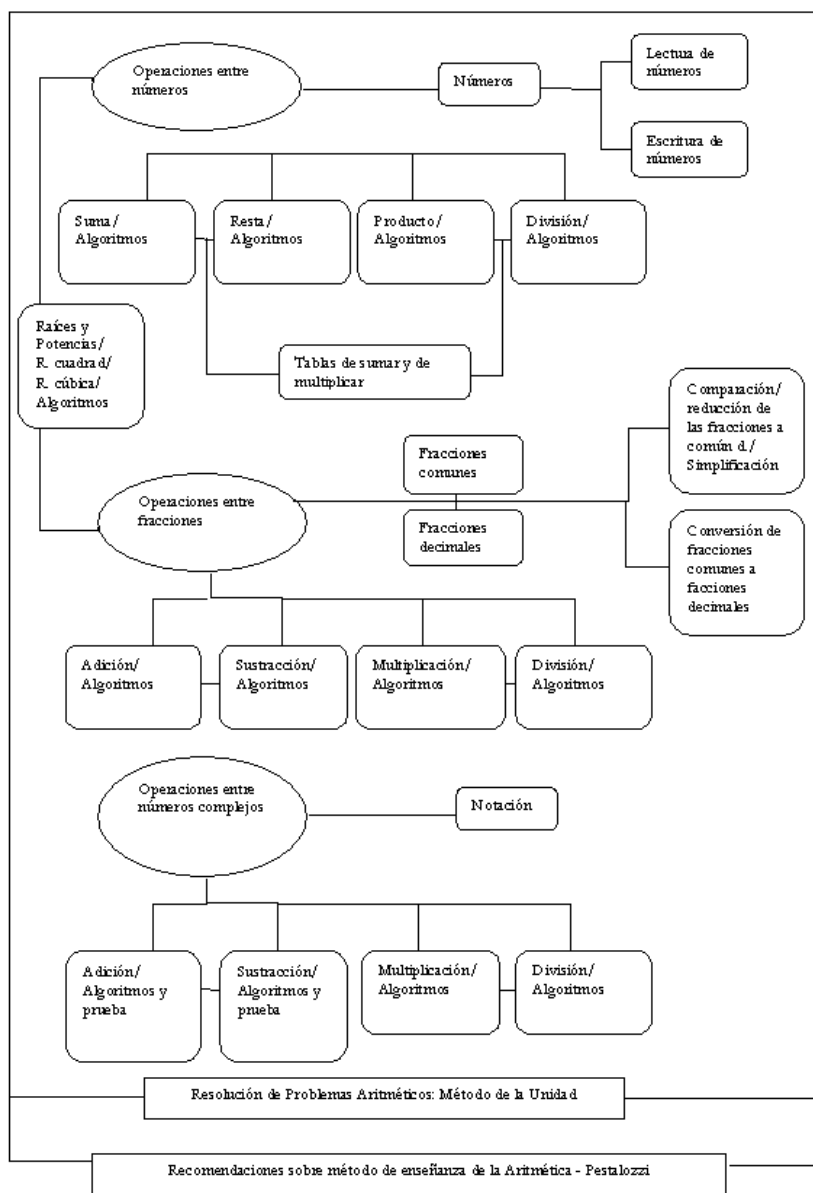 Operaciones entre
números
Números
Lectura de
números
Escritura de
números
Suma/
Algoritmos
Resta/
Algoritmos
Producto/
Algoritmos
División/
Algoritmos
Raíces y
Potencias/
R. cuadrad/
R. cúbica/
Algoritmos
Tablas de sumar y de
multiplicar
Comparación/
reducción de
las fracciones a
común d./
Simplificación
Fracciones
comunes
Operaciones entre
fracciones
Fracciones
decimales
Conversión de
fracciones
comunes a
facciones
decimales
Adición/
Algoritmos
Sustracción/
Algoritmos
Multiplicación/
Algoritmos
División/
Algoritmos
Operaciones entre
números complejos
Notación
Adición/
Algoritmos y
prueba
Sustracción/
Algoritmos y
prueba
Multiplicación/
Algoritmos
División/
Algoritmos
Resolución de Problemas Aritméticos: Método de la Unidad
Recomendaciones sobre método de enseñanza de la Aritmética - Pestalozzi